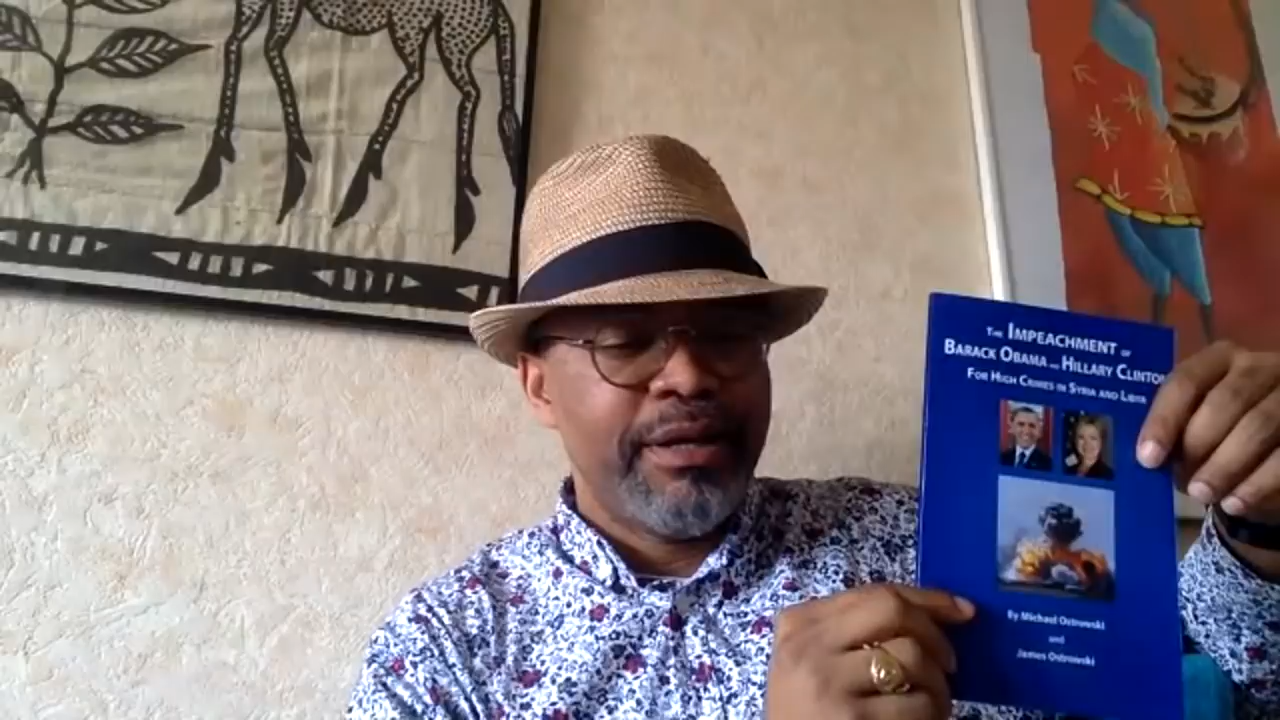 THE IMPEACHMENT OF
BARACK OBAMA AND HILLARY CLINTON
FOR HIGH CRIMES IN SYRIA AND LIBYA
By Michael Ostrowski
and
James Ostrowski